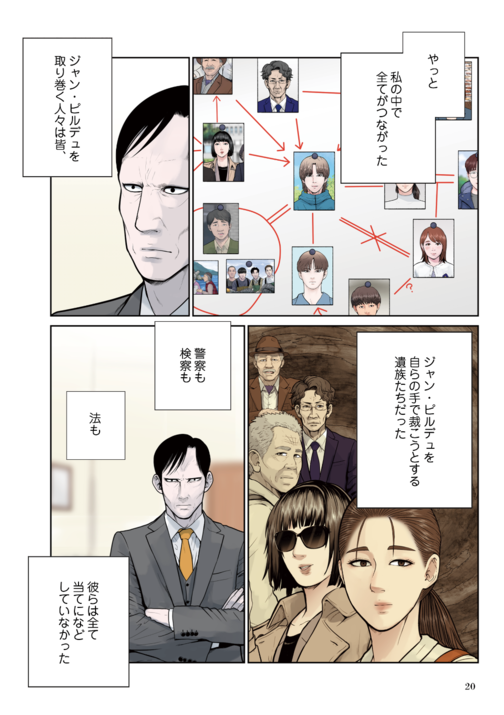 やっと
私の中で
全てがつながった
ジャン・ピルデュを
取り巻く人々は皆、
ジャン・ピルデュを
自らの手で裁こうとする
遺族たちだった
警察も
検察も
法も
彼らは全て
当てになど
していなかった
?
20